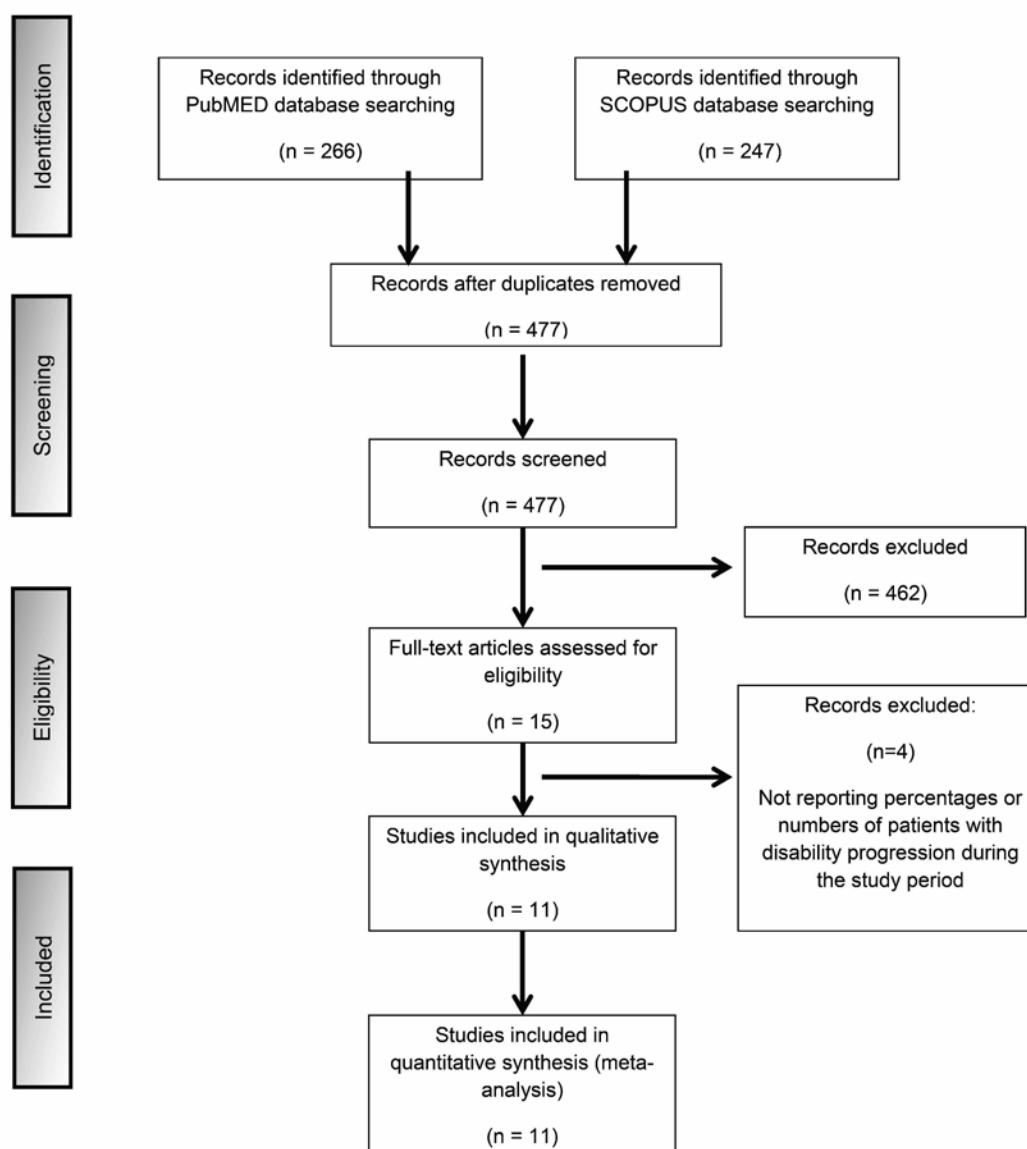 Identification
Records identified through
PubMED database searching
(n = 266)
Records identified through
SCOPUS database searching
(n = 247)
Records after duplicates removed
(n = 477)
Screening
Records screened
(n = 477)
Records excluded
(n = 462)
Eligibility
Full-text articles assessed for
eligibility
(n = 15)
Records excluded:
(n=4)
Not reporting percentages or
numbers of patients with
disability progression during
the study period
Studies included in qualitative
synthesis
(n = 11)
Included
Studies included in
quantitative synthesis (meta-
analysis)
(n = 11)